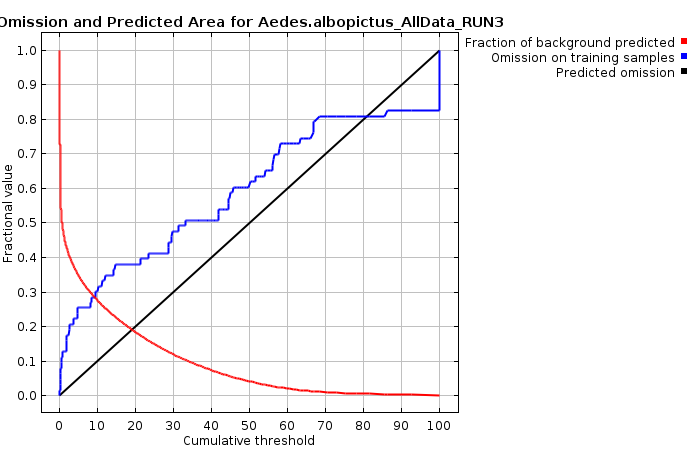 Omission and Predicted Area for Aedes.albopictus_AllData_RUN3
Fraction of background predicted
Omission on training samples
Predicted omission
1.0
0.9
0.8
0.7
0.6
0.5
0.4
0.3
0.2
0.1
0.0
Fractional value
0 10 20 30 40 50 60 70 80 90 100
Cumulative threshold